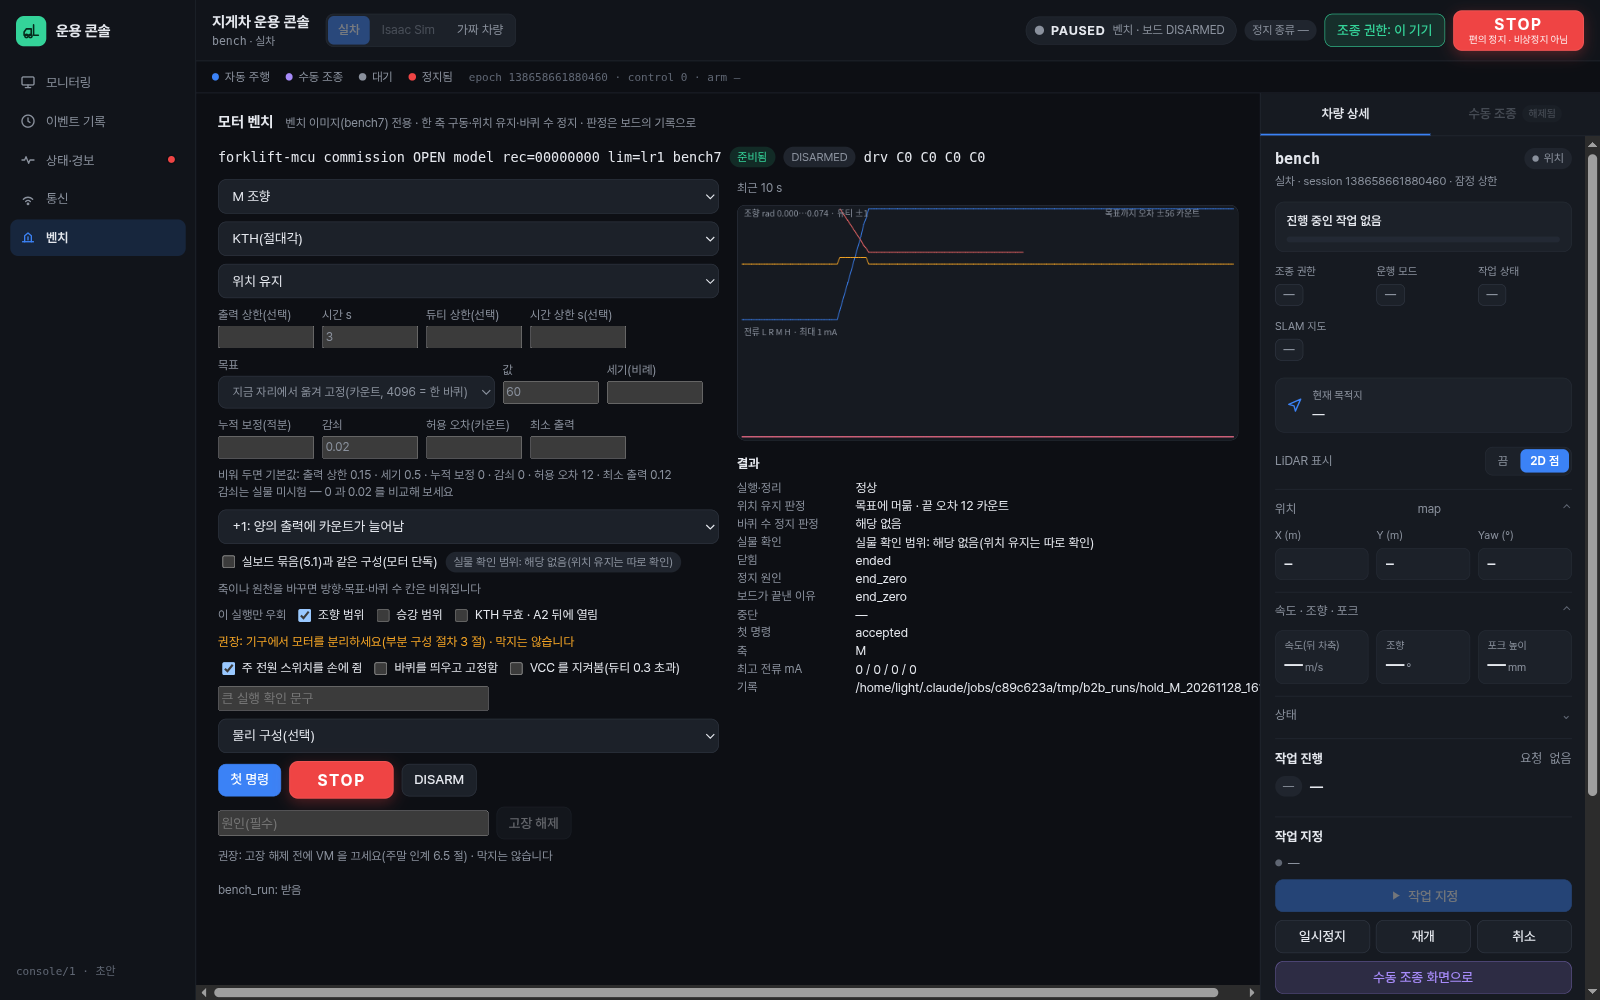 운용 콘솔
모니터링
이벤트 기록
상태·경보
통신
벤치
console/1 · 초안
지게차 운용 콘솔
bench · 실차
실차 Isaac Sim 가짜 차량
PAUSED 벤치 · 보드 DISARMED
정지 종류 —
조종 권한: 이 기기
STOP
편의 정지 · 비상정지 아님
자동 주행 수동 조종 대기 정지됨 epoch 138658661880460 · control 0 · arm —
모터 벤치 벤치 이미지(bench7) 전용 · 한 축 구동·위치 유지·바퀴 수 정지 · 판정은 보드의 기록으로
forklift-mcu commission OPEN model rec=00000000 lim=lr1 bench7 준비됨 DISARMED drv C0 C0 C0 C0
M 조향
KTH(절대각)
위치 유지
출력 상한(선택) 시간 s 듀티 상한(선택) 시간 상한 s(선택)
3
목표 값 세기(비례)
지금 자리에서 옮겨 고정(카운트, 4096 = 한 바퀴) 60
누적 보정(적분) 감쇠 허용 오차(카운트) 최소 출력
0.02
비워 두면 기본값: 출력 상한 0.15 · 세기 0.5 · 누적 보정 0 · 감쇠 0 · 허용 오차 12 · 최소 출력 0.12
감쇠는 실물 미시험 — 0 과 0.02 를 비교해 보세요
+1: 양의 출력에 카운트가 늘어남
실보드 묶음(5.1)과 같은 구성(모터 단독) 실물 확인 범위: 해당 없음(위치 유지는 따로 확인)
축이나 원천을 바꾸면 방향·목표·바퀴 수 칸은 비워집니다
이 실행만 우회 조향 범위 승강 범위 KTH 무효 · A2 뒤에 열림
권장: 기구에서 모터를 분리하세요(부분 구성 절차 3 절) · 막지는 않습니다
주 전원 스위치를 손에 쥠 바퀴를 띄우고 고정함 VCC 를 지켜봄(듀티 0.3 초과)
큰 실행 확인 문구
물리 구성(선택)
첫 명령 STOP DISARM
원인(필수) 고장 해제
권장: 고장 해제 전에 VM 을 끄세요(주말 인계 6.5 절) · 막지는 않습니다
bench_run: 받음
최근 10 s
조향 rad 0.000…0.074 · 듀티 ±1 목표까지 오차 ±56 카운트
전류 L R M H · 최대 1 mA
결과
실행·정리 정상
위치 유지 판정 목표에 머묾 · 끝 오차 12 카운트
바퀴 수 정지 판정 해당 없음
실물 확인 실물 확인 범위: 해당 없음(위치 유지는 따로 확인)
닫힘 ended
정지 원인 end_zero
보드가 끝낸 이유 end_zero
중단 —
첫 명령 accepted
축 M
최고 전류 mA 0 / 0 / 0 / 0
기록 /home/light/.claude/jobs/c89c623a/tmp/b2b_runs/hold_M_20261128_16
차량 상세 수동 조종 해제됨
bench 위치
실차 · session 138658661880460 · 잠정 상한
진행 중인 작업 없음
조종 권한 운행 모드 작업 상태
— — —
SLAM 지도
—
현재 목적지
—
LiDAR 표시 끔 2D 점
위치 map
X (m) Y (m) Yaw (°)
– – –
속도 · 조향 · 포크
속도(뒤 차축) 조향 포크 높이
— m/s — ° — mm
상태
작업 진행 요청 없음
— —
작업 지정
—
작업 지정
일시정지 재개 취소
수동 조종 화면으로